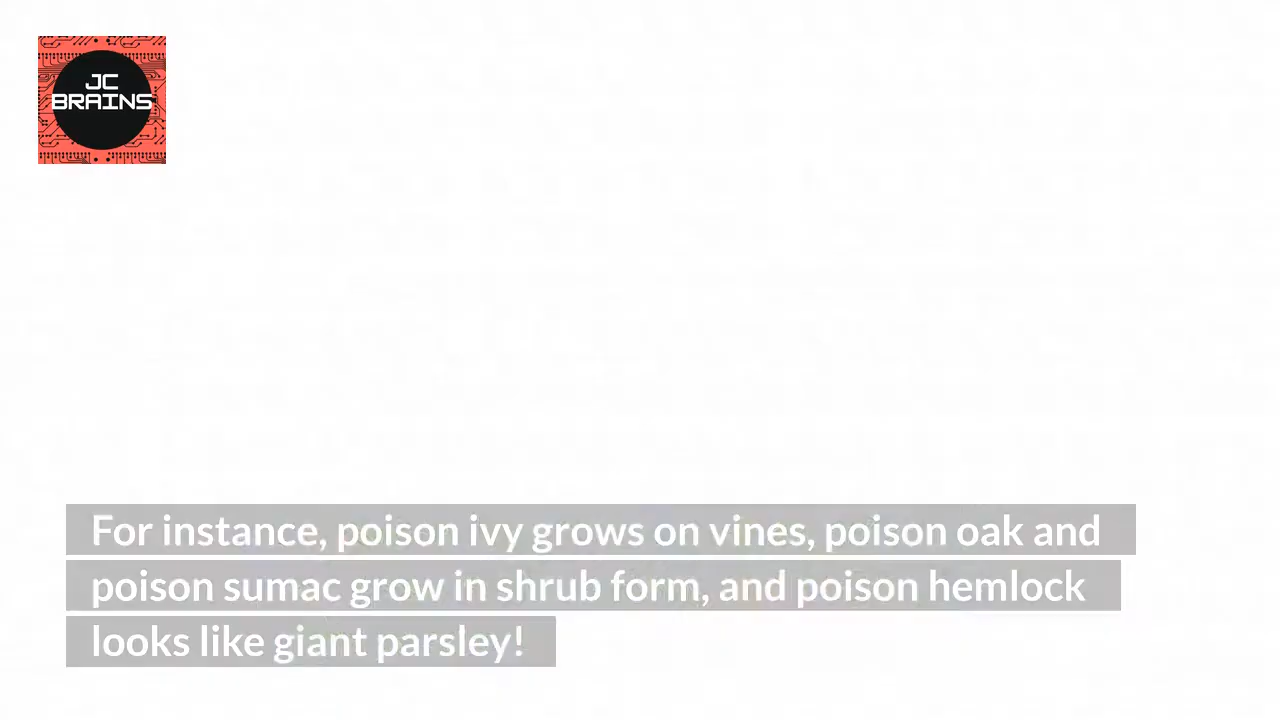 JC
BRAINS
For instance, poison ivy grows on vines, poison oak and
poison sumac grow in shrub form, and poison hemlock
looks like giant parsley!